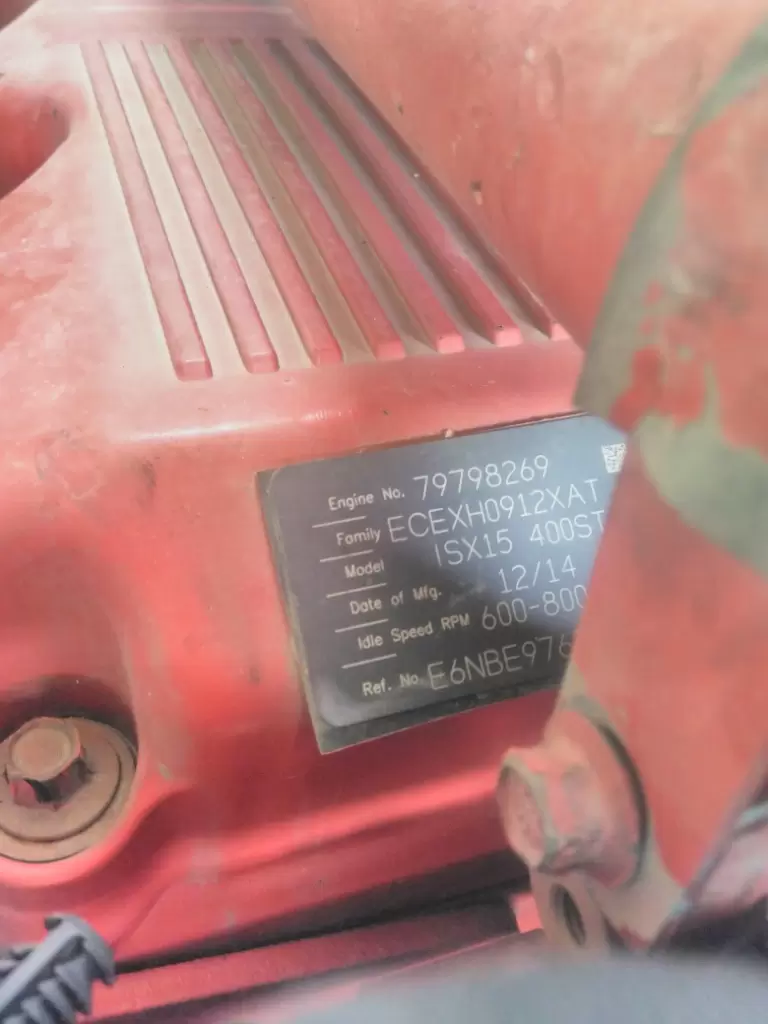 Engine No. 79798269
Family ECEXH0912XAT
Model ISX15 400ST
Date of Mfg. 12/14
Idle Speed RPM 600-800
Ref. No E6NBE976